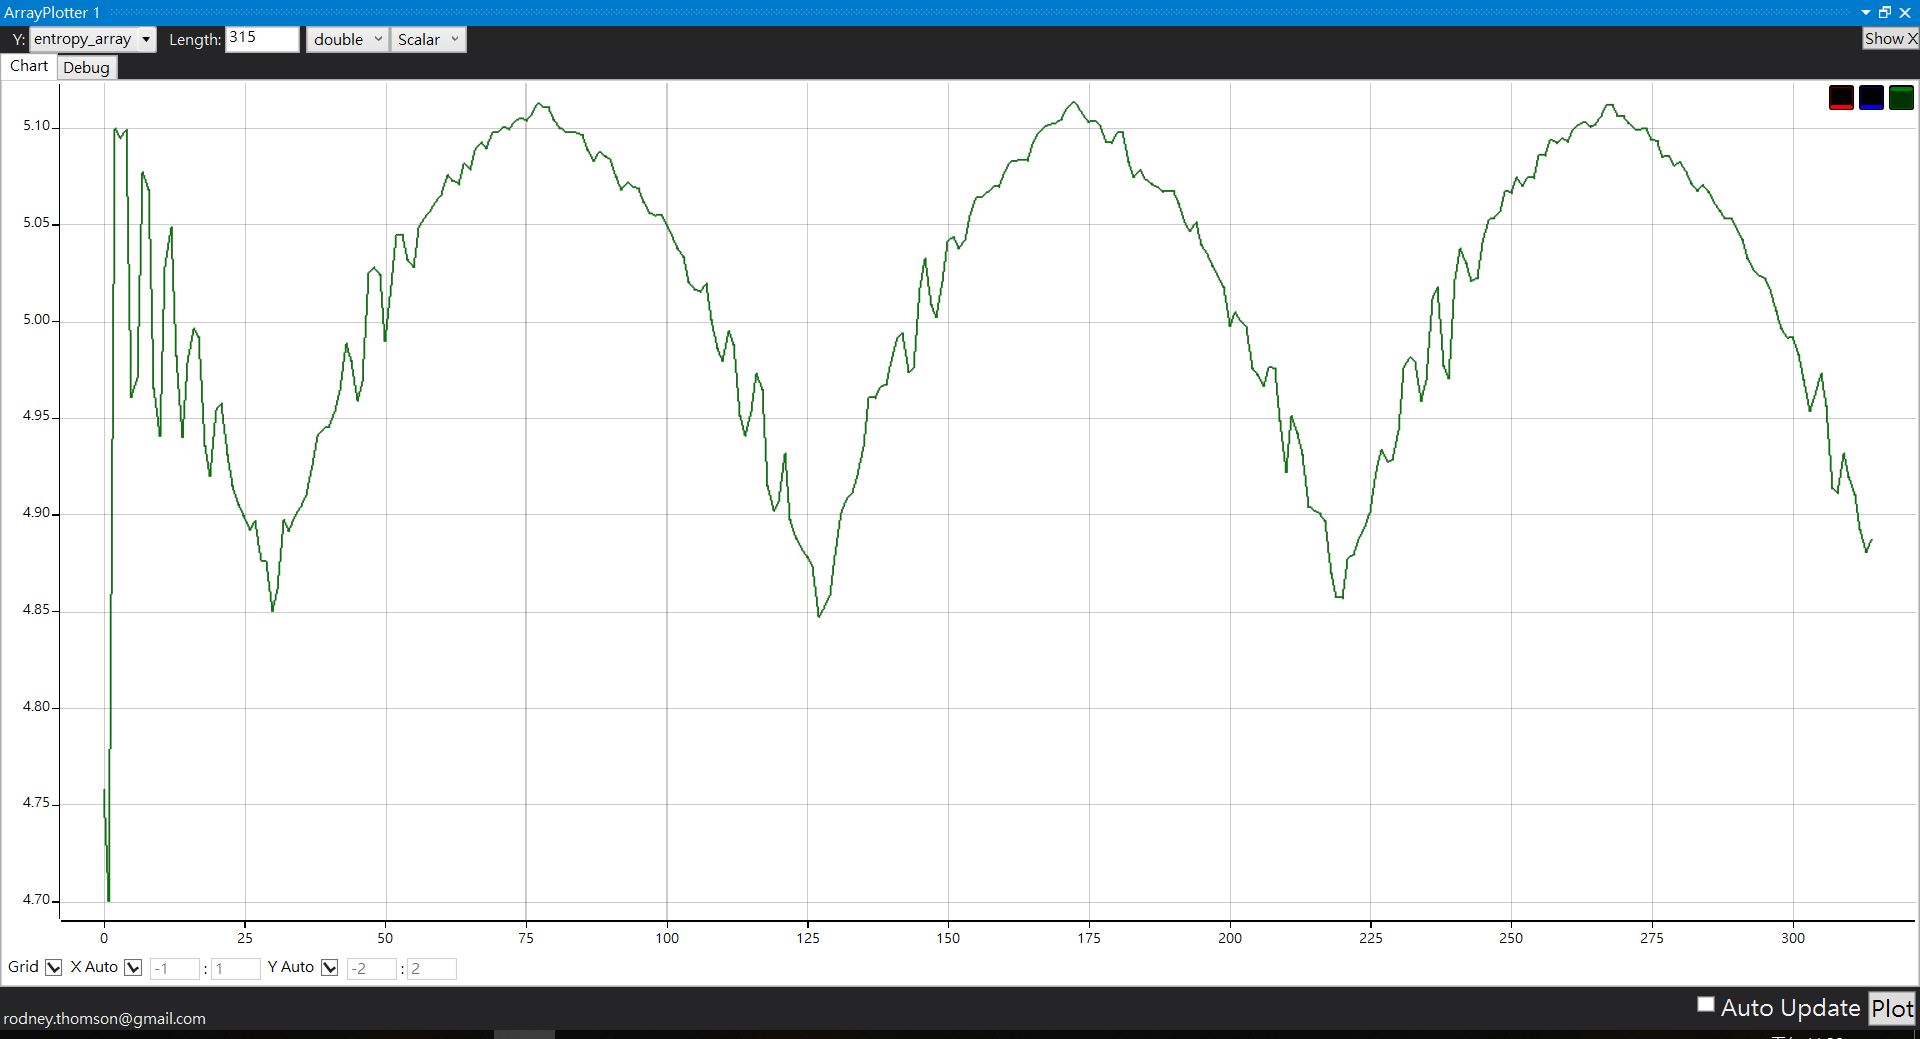 ArrayPlotter 1
Y: entropy_array Length: 315 double Scalar Show X
Chart Debug
5.10
5.05
5.00
4.95
4.90
4.85
4.80
4.75
4.70
0 25 50 75 100 125 150 175 200 225 250 275 300
Grid X Auto -1 : 1 Y Auto -2 : 2
Auto Update Plot
rodney.thomson@gmail.com